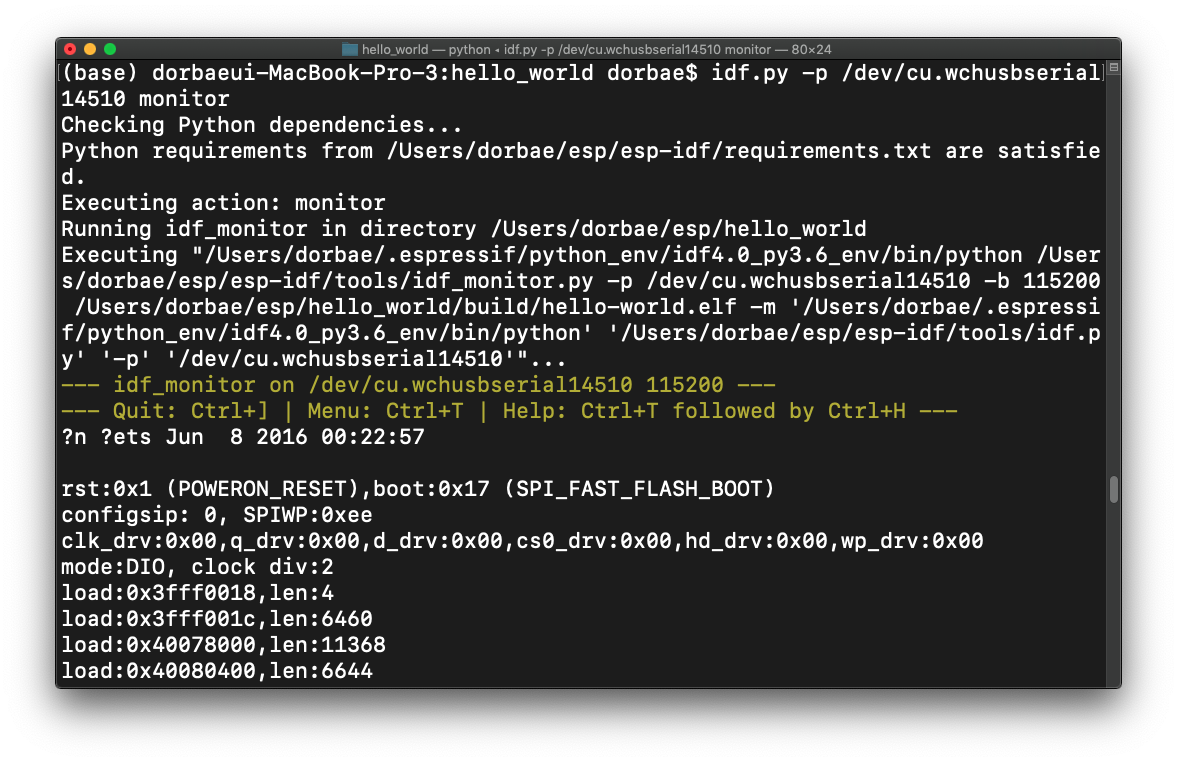 hello_world — python ◂ idf.py -p /dev/cu.wchusbserial14510 monitor — 80×24
(base) dorbaeui-MacBook-Pro-3:hello_world dorbae$ idf.py -p /dev/cu.wchusbserial
14510 monitor
Checking Python dependencies...
Python requirements from /Users/dorbae/esp/esp-idf/requirements.txt are satisfie
d.
Executing action: monitor
Running idf_monitor in directory /Users/dorbae/esp/hello_world
Executing "/Users/dorbae/.espressif/python_env/idf4.0_py3.6_env/bin/python /User
s/dorbae/esp/esp-idf/tools/idf_monitor.py -p /dev/cu.wchusbserial14510 -b 115200
 /Users/dorbae/esp/hello_world/build/hello-world.elf -m '/Users/dorbae/.espressi
f/python_env/idf4.0_py3.6_env/bin/python' '/Users/dorbae/esp/esp-idf/tools/idf.p
y' '-p' '/dev/cu.wchusbserial14510'"...
--- idf_monitor on /dev/cu.wchusbserial14510 115200 ---
--- Quit: Ctrl+] | Menu: Ctrl+T | Help: Ctrl+T followed by Ctrl+H ---
?n ?ets Jun  8 2016 00:22:57
rst:0x1 (POWERON_RESET),boot:0x17 (SPI_FAST_FLASH_BOOT)
configsip: 0, SPIWP:0xee
clk_drv:0x00,q_drv:0x00,d_drv:0x00,cs0_drv:0x00,hd_drv:0x00,wp_drv:0x00
mode:DIO, clock div:2
load:0x3fff0018,len:4
load:0x3fff001c,len:6460
load:0x40078000,len:11368
load:0x40080400,len:6644